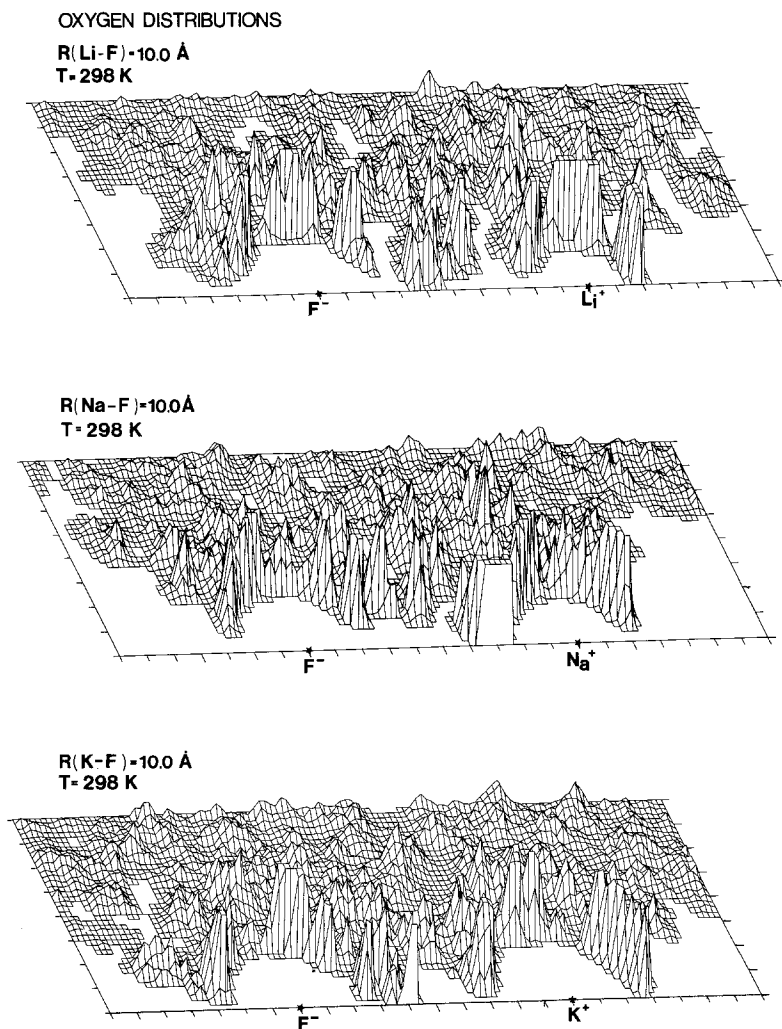 OXYGEN DISTRIBUTIONS
R(Li-F)=10.0 Å
T=298 K
F⁻
Li⁺
R(Na-F)=10.0 Å
T=298 K
F⁻
Na⁺
R(K-F)=10.0 Å
T=298 K
F⁻
K⁺